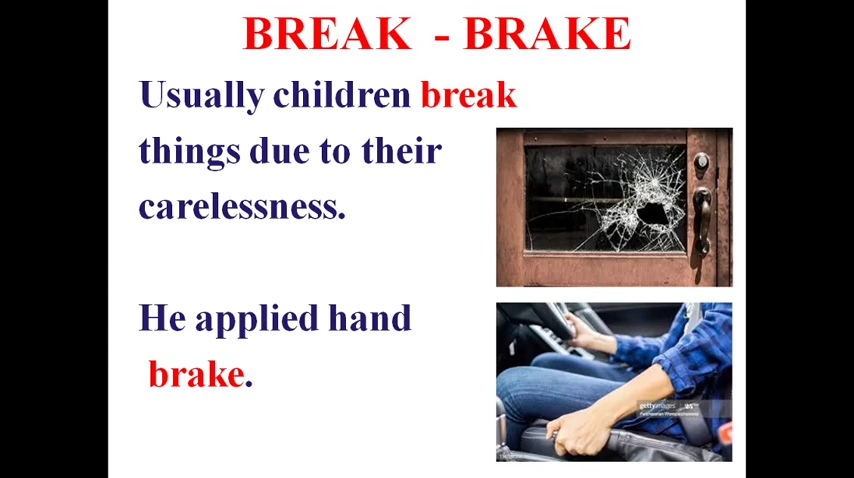 BREAK - BRAKE
Usually children break
things due to their
carelessness.
He applied hand
brake.
gettyimages